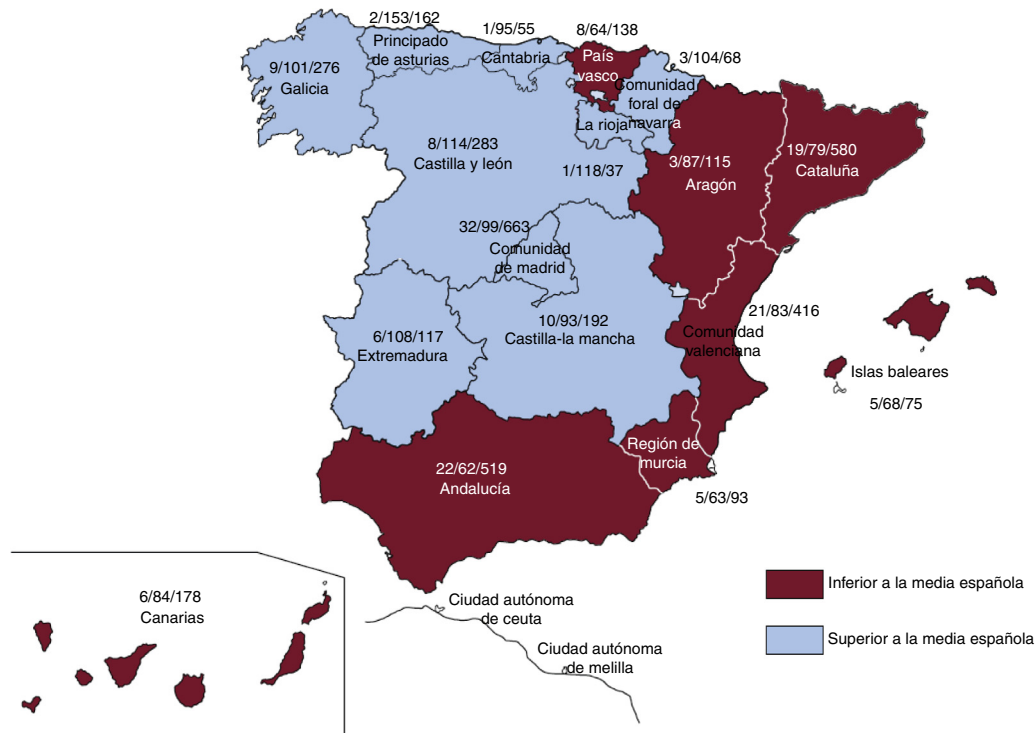 2/153/162
Principado
de asturias
1/95/55
Cantabria
8/64/138
País
vasco
3/104/68
Comunidad
foral de
navarra
9/101/276
Galicia
La rioja
1/118/37
8/114/283
Castilla y león
3/87/115
Aragón
19/79/580
Cataluña
32/99/663
Comunidad
de madrid
6/108/117
Extremadura
10/93/192
Castilla-la mancha
21/83/416
Comunidad
valenciana
Islas baleares
5/68/75
Región de
murcia
5/63/93
22/62/519
Andalucía
6/84/178
Canarias
Ciudad autónoma
de ceuta
Ciudad autónoma
de melilla
Inferior a la media española
Superior a la media española